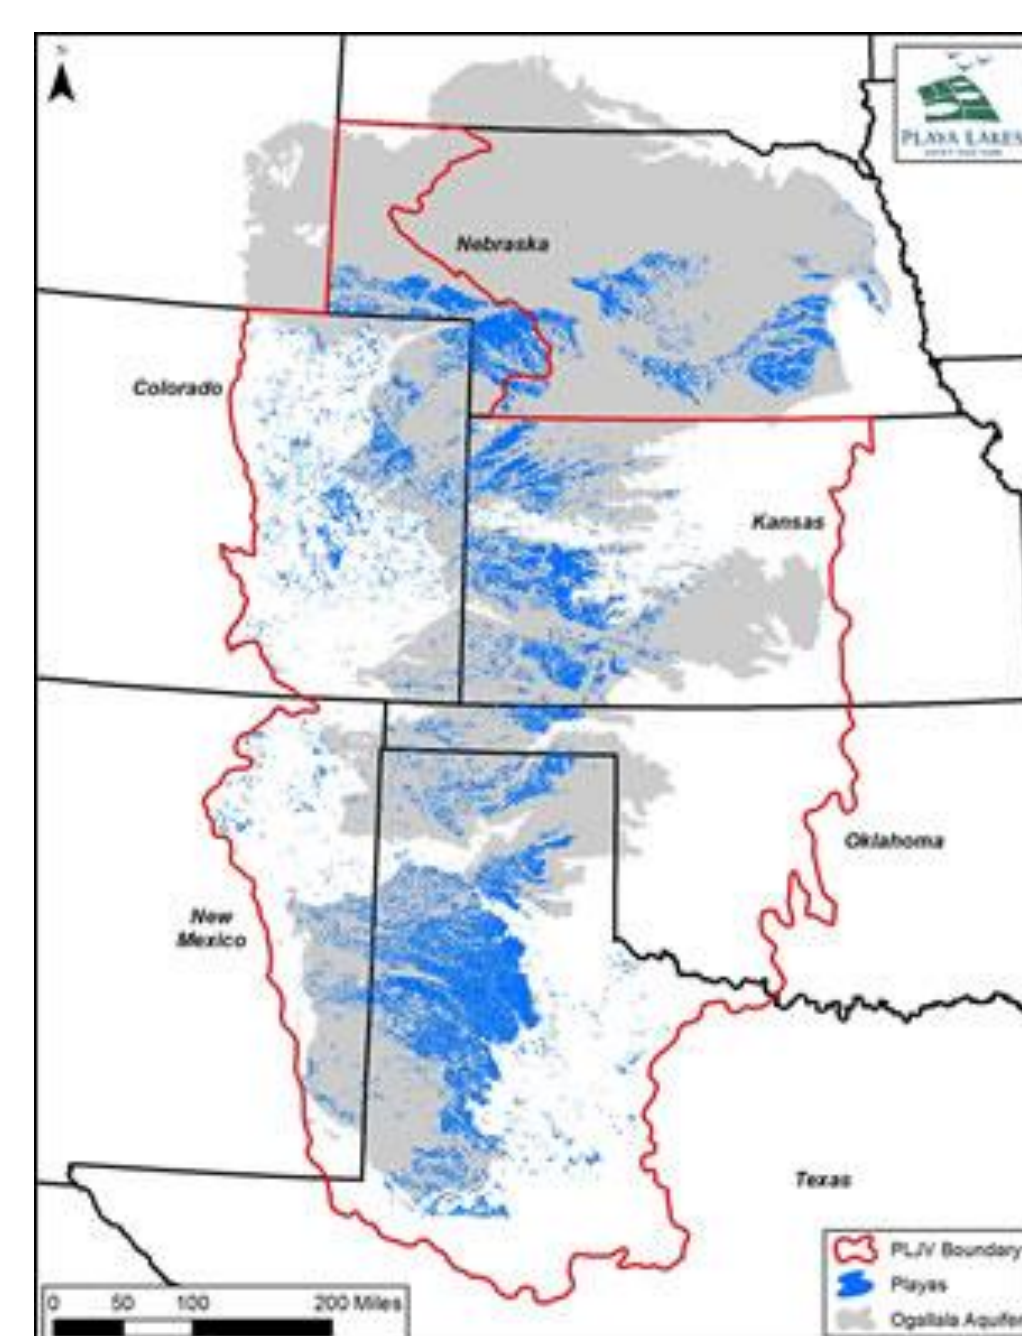 PLAYA LAKES
Nebraska
Colorado
Kansas
Oklahoma
New
Mexico
Texas
PLJV Boundary
Playas
Ogallala Aquifer
0 50 100 200 Miles